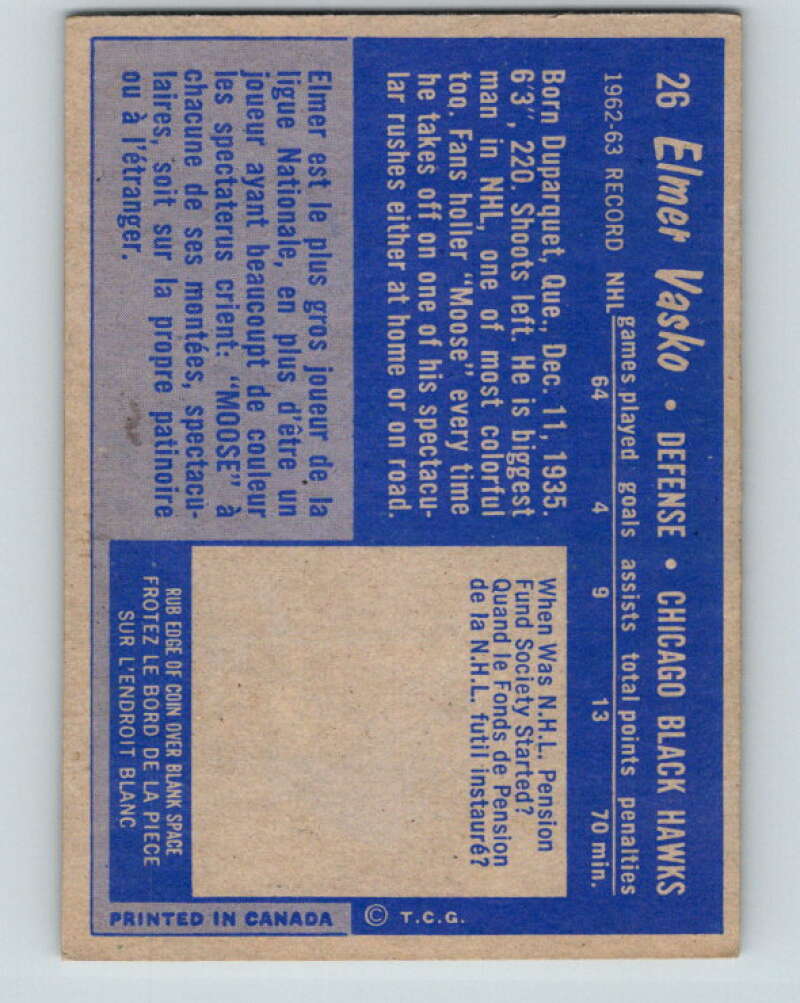 26 Elmer Vasko • DEFENSE • CHICAGO BLACK HAWKS
games played goals assists total points penalties
1962-63 RECORD NHL 64 4 9 13 70 min.
Born Duparquet, Que., Dec. 11, 1935.
6'3", 220. Shoots left. He is biggest
man in NHL, one of most colorful
too. Fans holler "Moose" every time
he takes off on one of his spectacu-
lar rushes either at home or on road.
Elmer est le plus gros joueur de la
ligue Nationale, en plus d'être un
joueur ayant beaucoupt de couleur
les spectaterus crient: "MOOSE" à
chacune de ses montées, spectacu-
laires, soit sur la propre patinoire
ou à l'étranger.
When Was N.H.L. Pension
Fund Society Started?
Quand le Fonds de Pension
de la N.H.L. futil instauré?
RUB EDGE OF COIN OVER BLANK SPACE
FROTEZ LE BORD DE LA PIECE
SUR L'ENDROIT BLANC
© T.C.G.
PRINTED IN CANADA